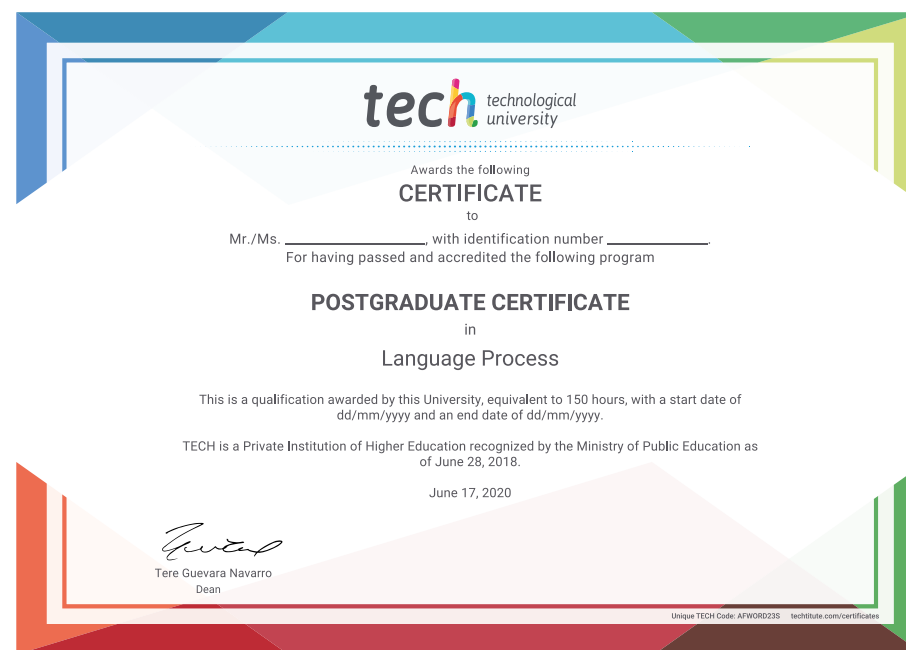 tech technological
university
Awards the following
CERTIFICATE
to
Mr./Ms. ____________________, with identification number ______________.
For having passed and accredited the following program
POSTGRADUATE CERTIFICATE
in
Language Process
This is a qualification awarded by this University, equivalent to 150 hours, with a start date of
dd/mm/yyyy and an end date of dd/mm/yyyy.
TECH is a Private Institution of Higher Education recognized by the Ministry of Public Education as
of June 28, 2018.
June 17, 2020
Tere Guevara Navarro
Dean
Unique TECH Code: AFWORD23S techtitute.com/certificates